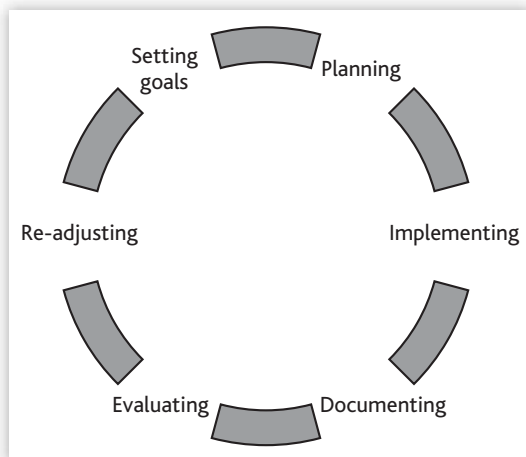 Setting
goals
Planning
Implementing
Documenting
Evaluating
Re-adjusting